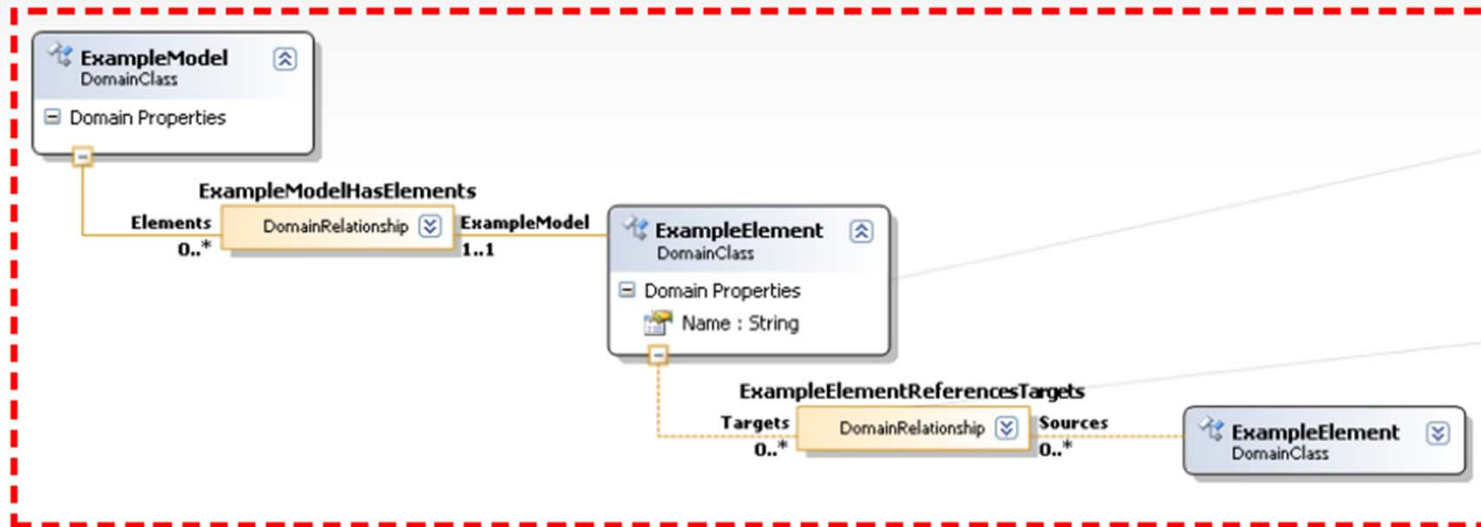 ExampleModel
DomainClass
Domain Properties
ExampleModelHasElements
Elements
0..*
DomainRelationship
ExampleModel
1..1
ExampleElement
DomainClass
Domain Properties
Name : String
ExampleElementReferencesTargets
Targets
0..*
DomainRelationship
Sources
0..*
ExampleElement
DomainClass